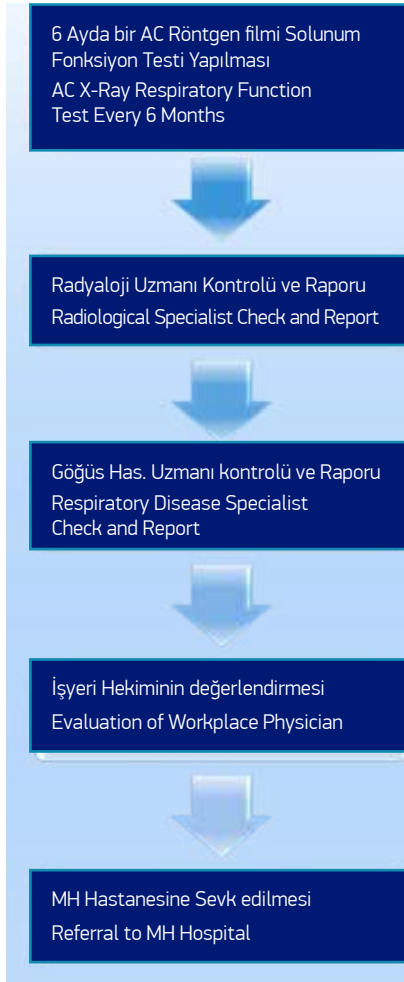 6 Ayda bir AC Röntgen filmi Solunum
Fonksiyon Testi Yapılması
AC X-Ray Respiratory Function
Test Every 6 Months
Radyaloji Uzmanı Kontrolü ve Raporu
Radiological Specialist Check and Report
Göğüs Has. Uzmanı kontrolü ve Raporu
Respiratory Disease Specialist
Check and Report
İşyeri Hekiminin değerlendirmesi
Evaluation of Workplace Physician
MH Hastanesine Sevk edilmesi
Referral to MH Hospital